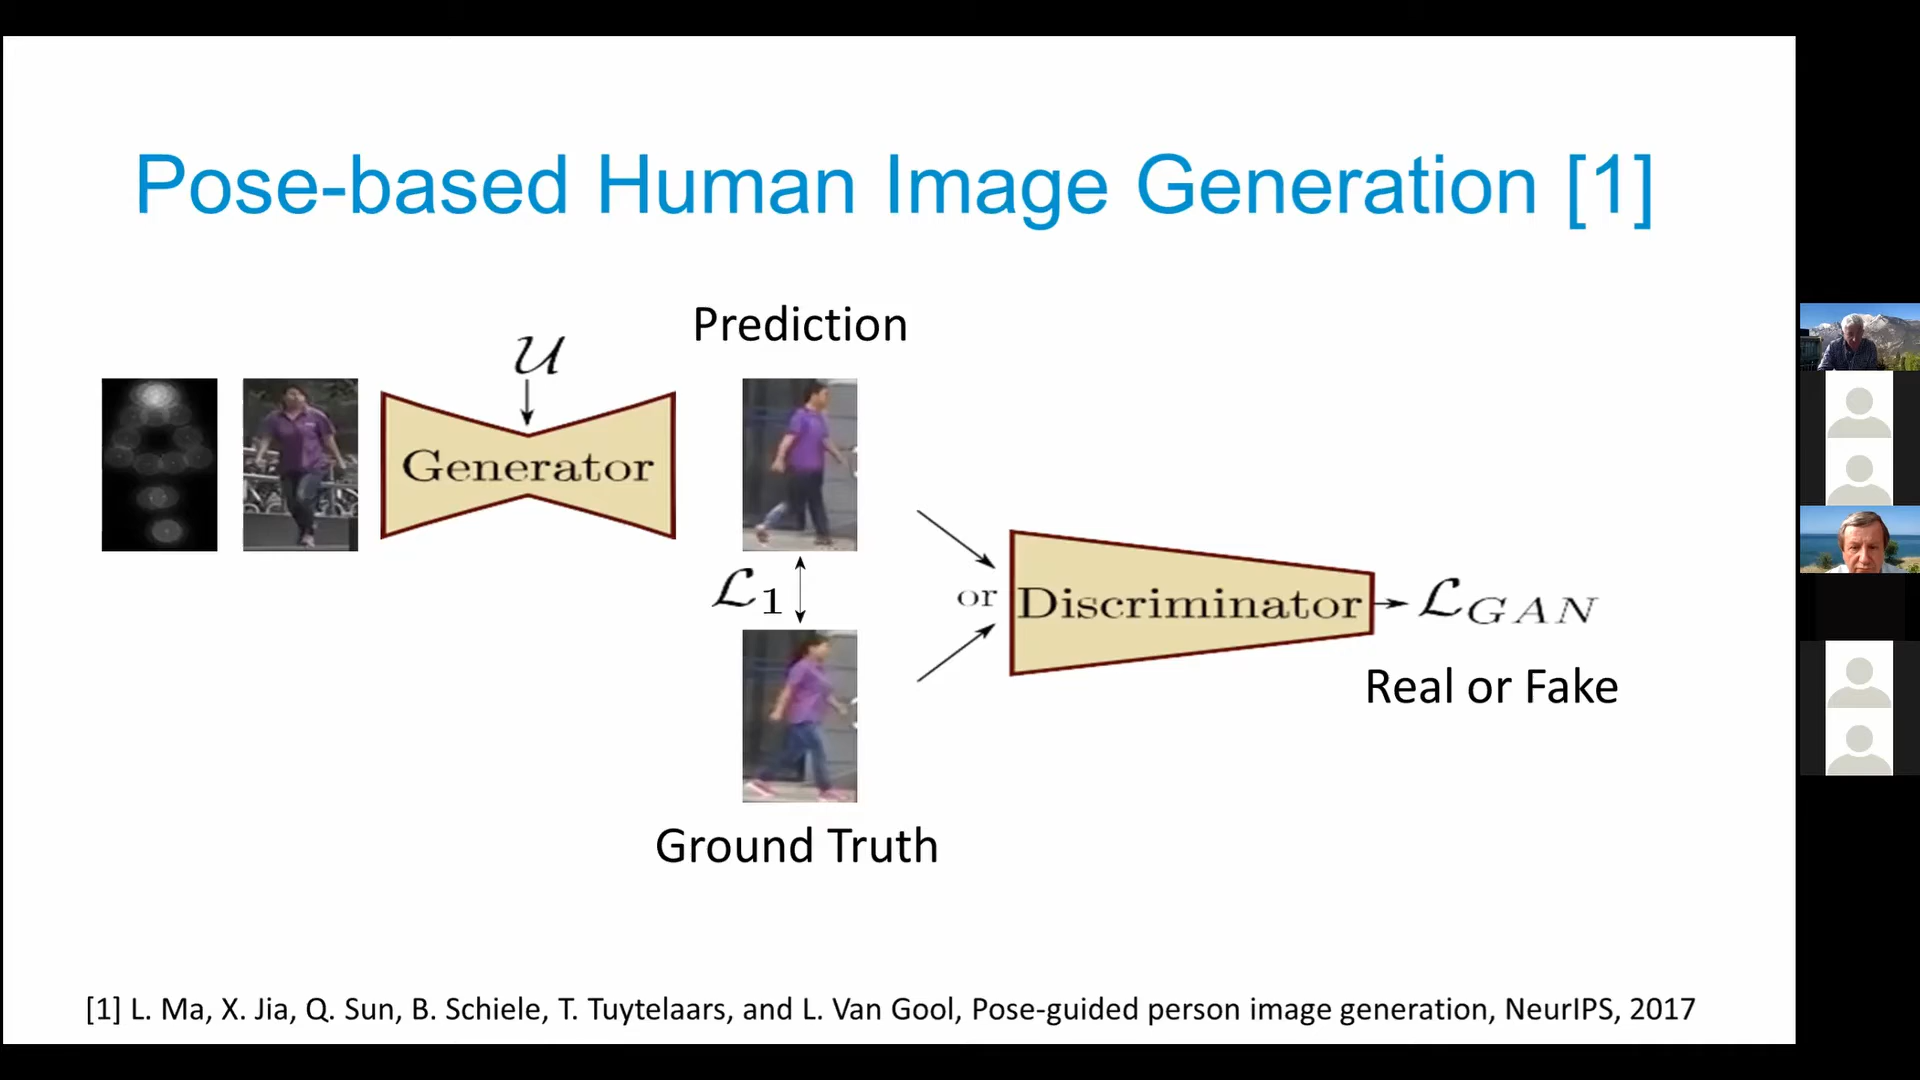 Pose-based Human Image Generation [1]
Prediction
𝒰
Generator
ℒ1
or
Discriminator
ℒGAN
Real or Fake
Ground Truth
[1] L. Ma, X. Jia, Q. Sun, B. Schiele, T. Tuytelaars, and L. Van Gool, Pose-guided person image generation, NeurIPS, 2017